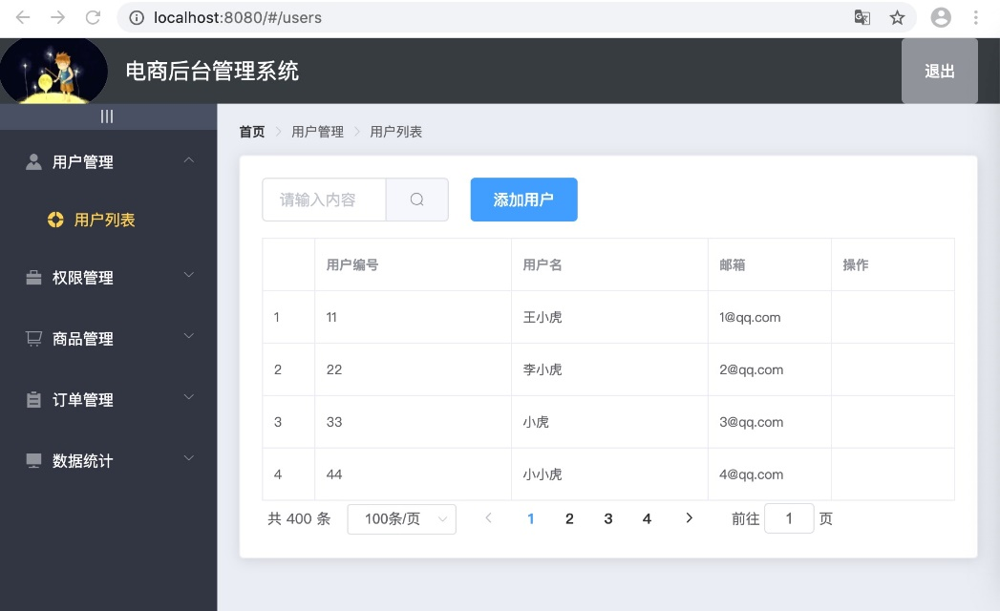 localhost:8080/#/users
电商后台管理系统
退出
|||
首页 用户管理 用户列表
用户管理
用户列表
权限管理
商品管理
订单管理
数据统计
请输入内容 添加用户
用户编号 用户名 邮箱 操作
1 11 王小虎 1@qq.com
2 22 李小虎 2@qq.com
3 33 小虎 3@qq.com
4 44 小小虎 4@qq.com
共 400 条 100条/页 1 2 3 4 前往 1 页